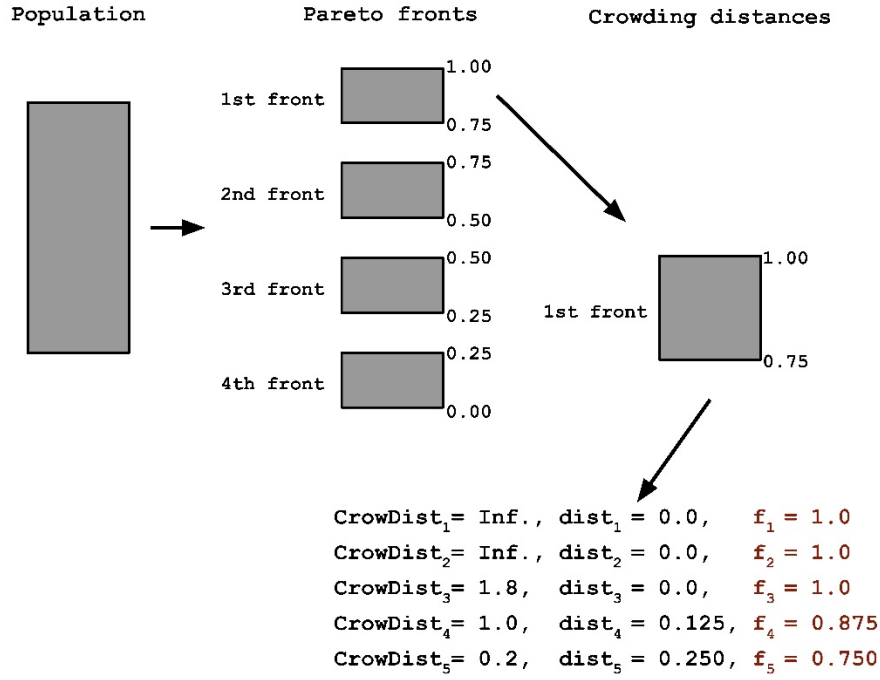 Population
Pareto fronts
Crowding distances
1st front
1.00
0.75
2nd front
0.75
0.50
3rd front
0.50
0.25
4th front
0.25
0.00
1st front
1.00
0.75
CrowDist₁= Inf., dist₁ = 0.0, f₁ = 1.0
CrowDist₂= Inf., dist₂ = 0.0, f₂ = 1.0
CrowDist₃= 1.8, dist₃ = 0.0, f₃ = 1.0
CrowDist₄= 1.0, dist₄ = 0.125, f₄ = 0.875
CrowDist₅= 0.2, dist₅ = 0.250, f₅ = 0.750